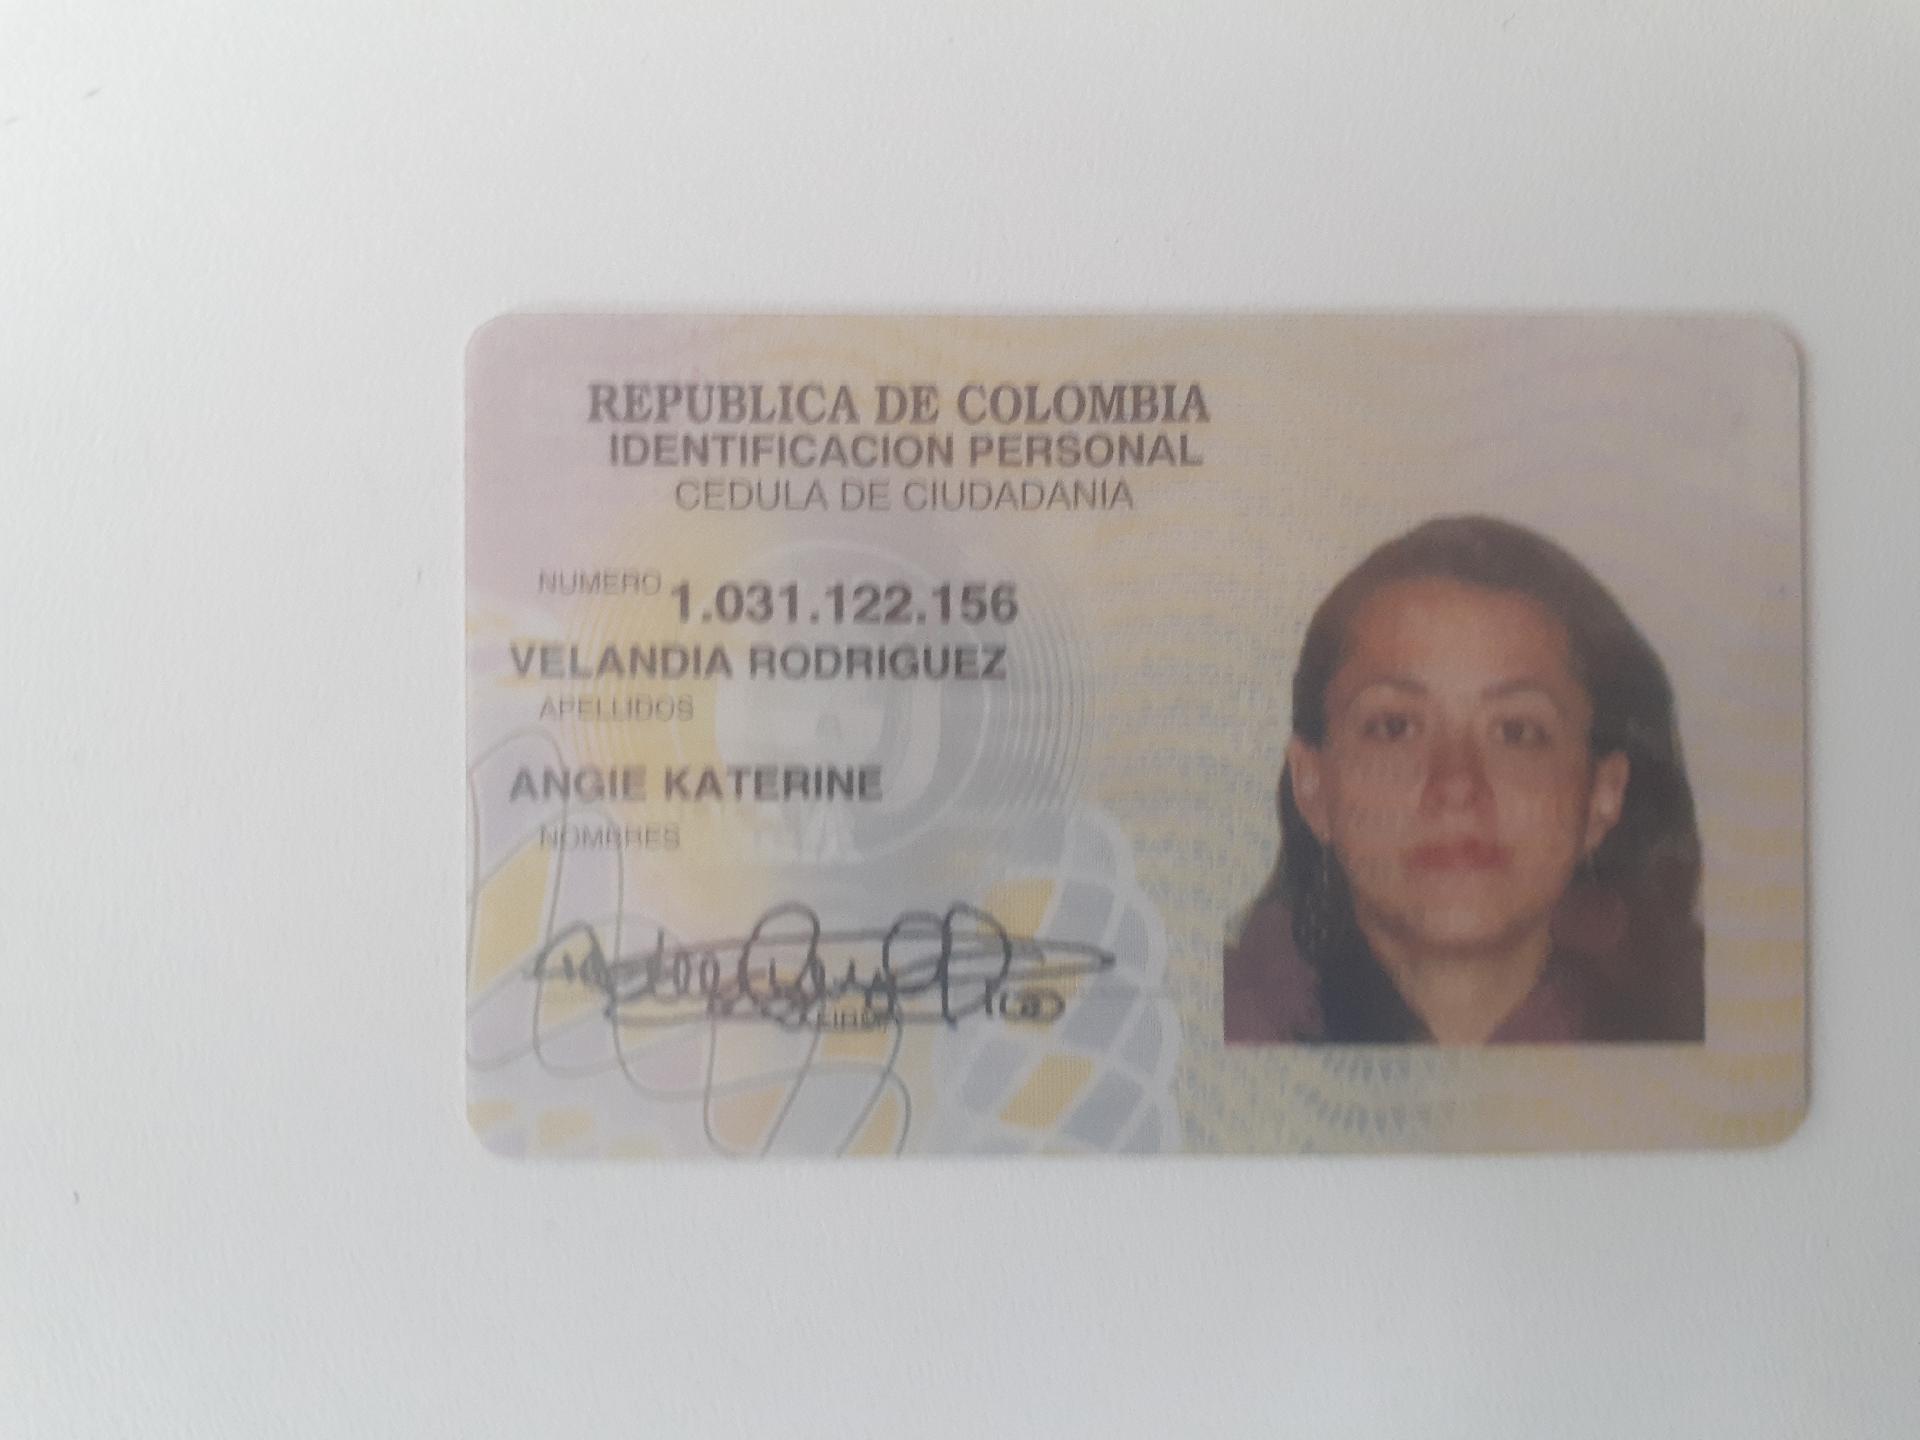 REPUBLICA DE COLOMBIA
IDENTIFICACION PERSONAL
CEDULA DE CIUDADANIA
NUMERO 1.031.122.156
VELANDIA RODRIGUEZ
APELLIDOS
ANGIE KATERINE
NOMBRES
FIRMA